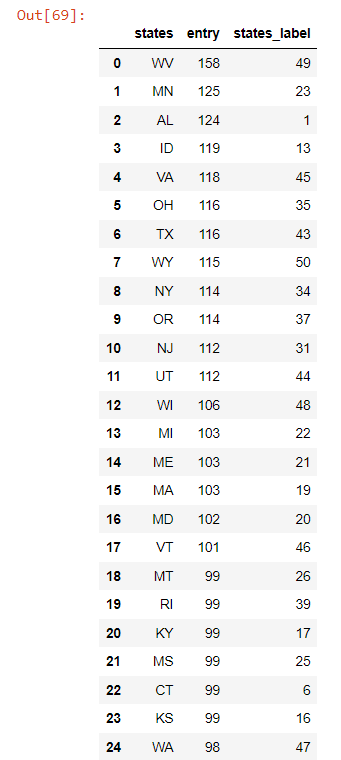 Out[69]:
states entry states_label
0 WV 158 49
1 MN 125 23
2 AL 124 1
3 ID 119 13
4 VA 118 45
5 OH 116 35
6 TX 116 43
7 WY 115 50
8 NY 114 34
9 OR 114 37
10 NJ 112 31
11 UT 112 44
12 WI 106 48
13 MI 103 22
14 ME 103 21
15 MA 103 19
16 MD 102 20
17 VT 101 46
18 MT 99 26
19 RI 99 39
20 KY 99 17
21 MS 99 25
22 CT 99 6
23 KS 99 16
24 WA 98 47